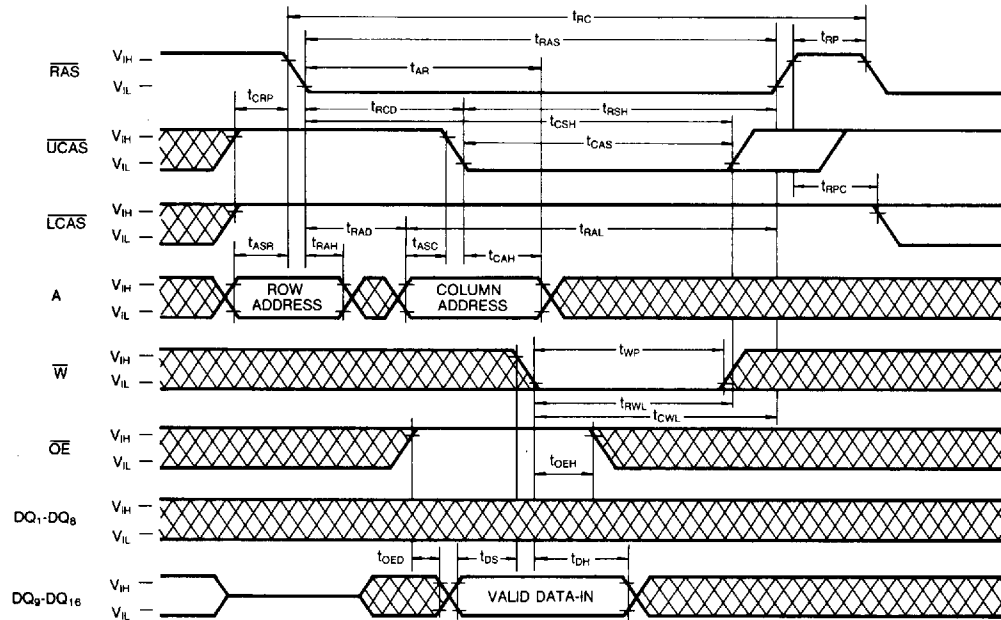 tRC
tRAS
tRP
tAR
RAS
VIH
VIL
tCRP
tRCD
tRSH
tCSH
tCAS
UCAS
VIH
VIL
tRPC
LCAS
VIH
VIL
tRAD
tRAL
tASR
tRAH
tASC
tCAH
A
VIH
VIL
ROW
ADDRESS
COLUMN
ADDRESS
W
VIH
VIL
tWP
tRWL
tCWL
OE
VIH
VIL
tOEH
DQ1-DQ8
VIH
VIL
tOED
tDS
tDH
DQ9-DQ16
VIH
VIL
VALID DATA-IN